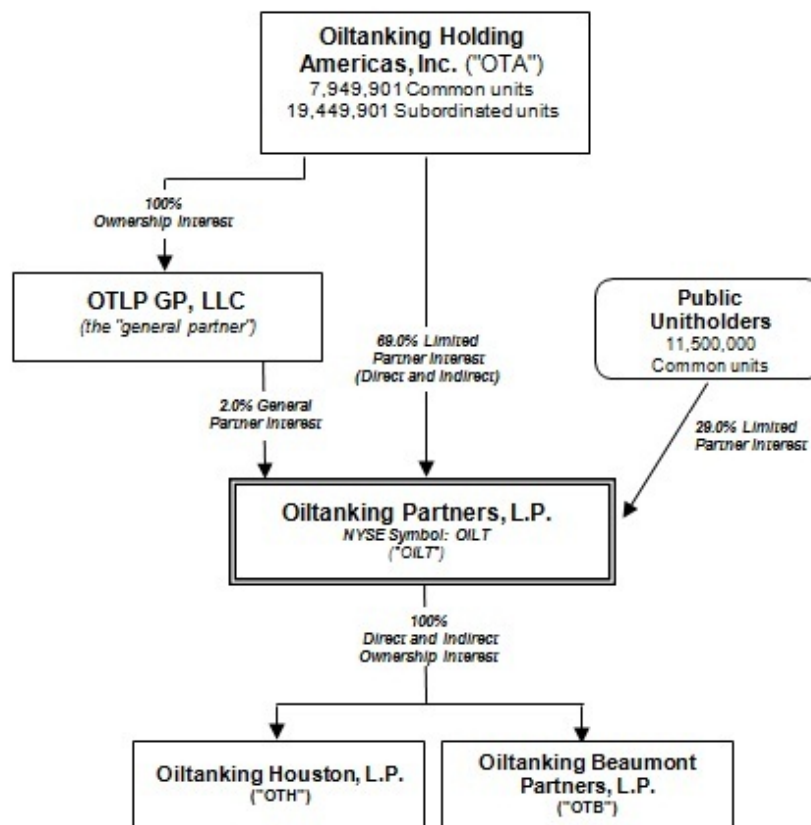 Oiltanking Holding
Americas, Inc. ("OTA")
7,949,901 Common units
19,449,901 Subordinated units
100%
Ownership Interest
OTLP GP, LLC
(the "general partner")
69.0% Limited
Partner Interest
(Direct and Indirect)
Public
Unitholders
11,500,000
Common units
2.0% General
Partner Interest
29.0% Limited
Partner Interest
Oiltanking Partners, L.P.
NYSE Symbol: OILT
("OILT")
100%
Direct and Indirect
Ownership Interest
Oiltanking Houston, L.P.
("OTH")
Oiltanking Beaumont
Partners, L.P.
("OTB")